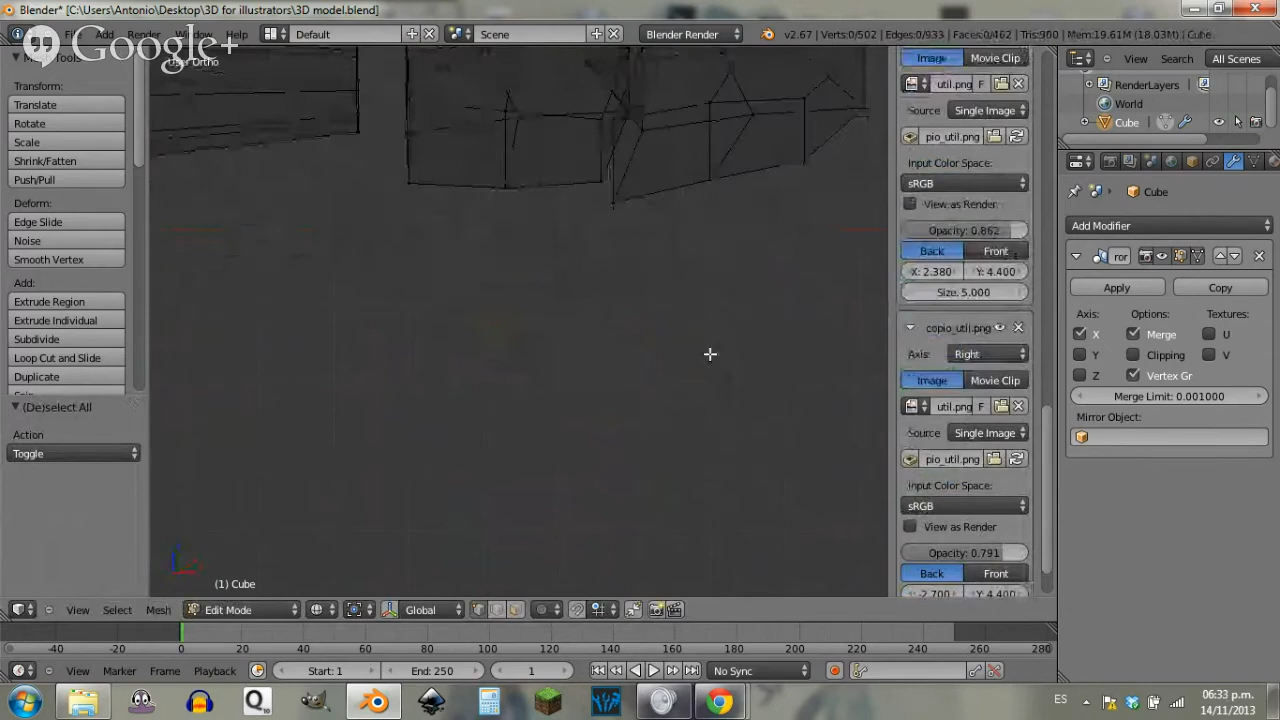 Blender* [C:\Users\Antonio\Desktop\3D for illustrators\3D model.blend]
File Add Render Window Help
Default
Scene
Blender Render
v2.67 | Verts:0/502 | Edges:0/933 | Faces:0/462 | Tris:960 | Mem:19.61M (18.03M) | Cube
Google+
User Ortho
Transform:
Translate
Rotate
Scale
Shrink/Fatten
Push/Pull
Deform:
Edge Slide
Noise
Smooth Vertex
Add:
Extrude Region
Extrude Individual
Subdivide
Loop Cut and Slide
Duplicate
(De)select All
Action
Toggle
(1) Cube
Image
Movie Clip
util.png
F
Source
Single Image
pio_util.png
Input Color Space:
sRGB
View as Render
Opacity: 0.862
Back
Front
X: 2.380
Y: 4.400
Size: 5.000
copio_util.png
Axis:
Right
Image
Movie Clip
util.png
F
Source
Single Image
pio_util.png
Input Color Space:
sRGB
View as Render
Opacity: 0.791
Back
Front
-2.700
Y: 4.400
View
Search
All Scenes
RenderLayers
World
Cube
Cube
Add Modifier
ror
Apply
Copy
Axis:
Options:
Textures:
X
Merge
U
Y
Clipping
V
Z
Vertex Gr
Merge Limit: 0.001000
Mirror Object:
View
Select
Mesh
Edit Mode
Global
-40 -20 0 20 40 60 80 100 120 140 160 180 200 220 240 260 280
View
Marker
Frame
Playback
Start: 1
End: 250
1
No Sync
ES
06:33 p.m.
14/11/2013